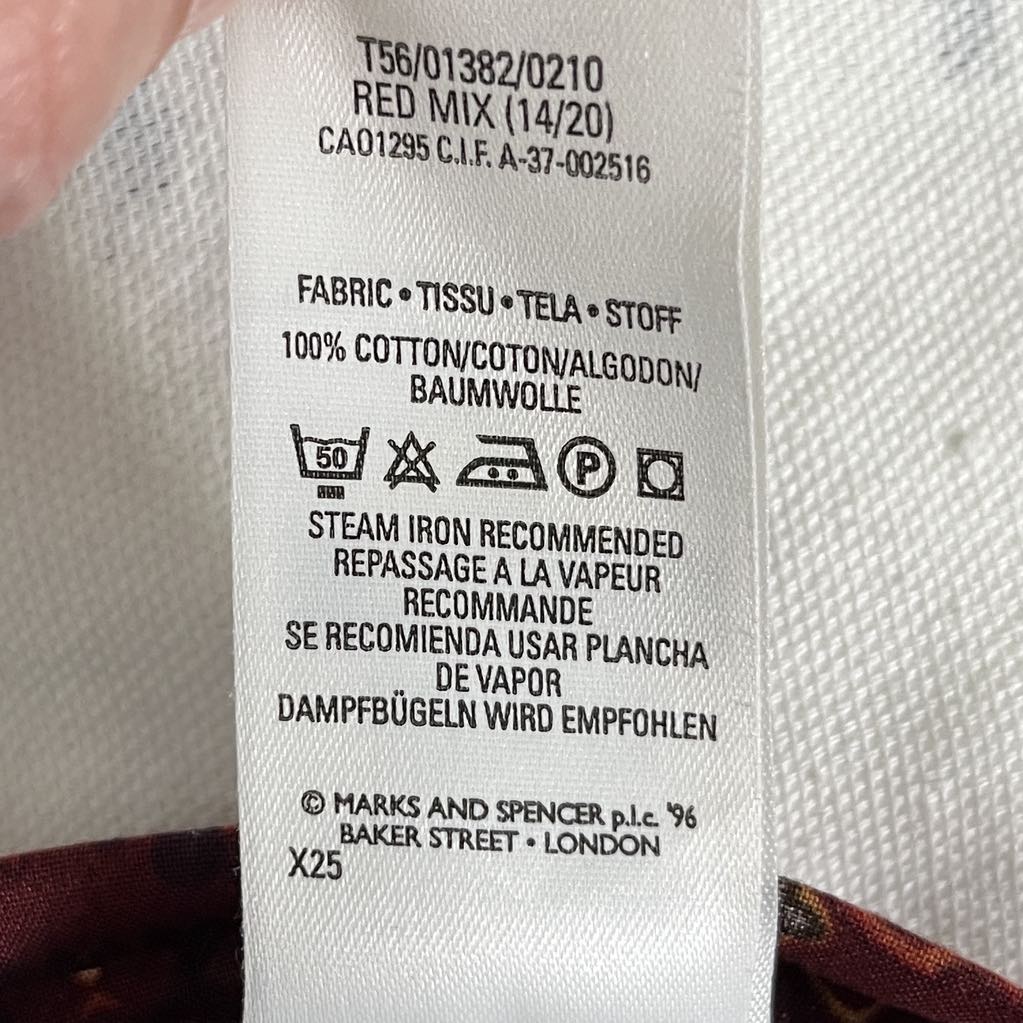 T56/01382/0210
RED MIX (14/20)
CA01295 C.I.F. A-37-002516
FABRIC • TISSU • TELA • STOFF
100% COTTON/COTON/ALGODON/
BAUMWOLLE
50 P
STEAM IRON RECOMMENDED
REPASSAGE A LA VAPEUR
RECOMMANDE
SE RECOMIENDA USAR PLANCHA
DE VAPOR
DAMPFBÜGELN WIRD EMPFOHLEN
© MARKS AND SPENCER p.l.c. '96
BAKER STREET • LONDON
X25